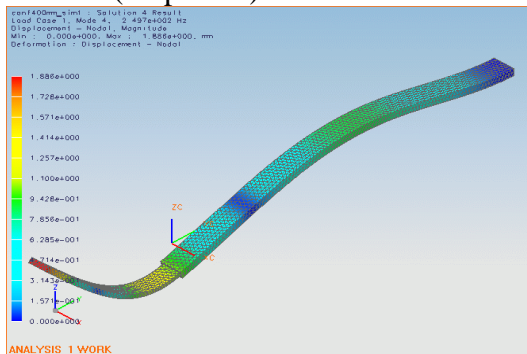 conf400mm_sim1 : Solution 4 Result
Load Case 1, Mode 4, 2.497e+002 Hz
Displacement - Nodal, Magnitude
Min : 0.000e+000, Max : 1.886e+000, mm
Deformation : Displacement - Nodal
1.886e+000
1.728e+000
1.571e+000
1.414e+000
1.257e+000
1.100e+000
9.428e-001
7.856e-001
6.285e-001
3.143e-001
1.571e-001
0.000e+000
ZC
Z
ANALYSIS 1 WORK